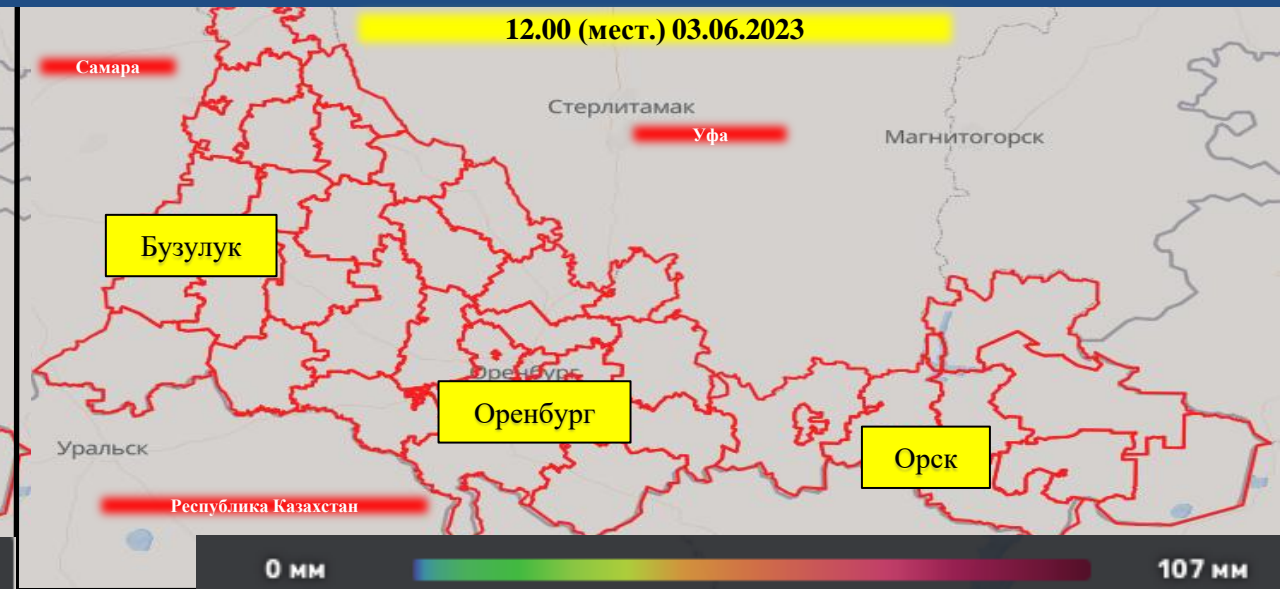 12.00 (мест.) 03.06.2023
Самара
Стерлитамак
Уфа
Магнитогорск
Бузулук
Оренбург
Оренбург
Орск
Уральск
Республика Казахстан
0 мм
107 мм